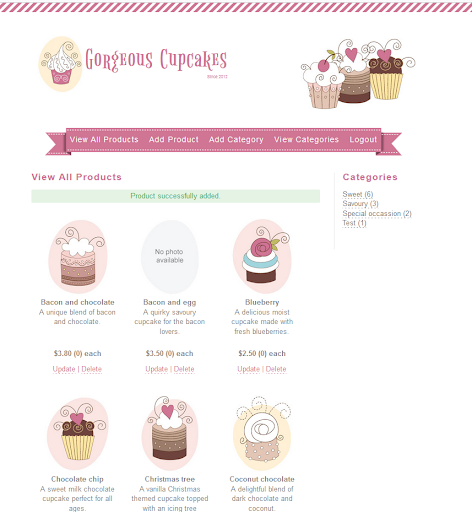 Gorgeous Cupcakes
since 2012
View All Products Add Product Add Category View Categories Logout
View All Products
Product successfully added.
Bacon and chocolate
A unique blend of bacon
and chocolate.
$3.80 (0) each
Update | Delete
No photo
available
Bacon and egg
A quirky savoury
cupcake for the bacon
lovers.
$3.50 (0) each
Update | Delete
Blueberry
A delicious moist
cupcake made with
fresh blueberries.
$2.50 (0) each
Update | Delete
Chocolate chip
A sweet milk chocolate
cupcake perfect for all
ages.
Christmas tree
A vanilla Christmas
themed cupcake topped
with an icing tree
Coconut chocolate
A delightful blend of
dark chocolate and
coconut.
Categories
Sweet (6)
Savoury (3)
Special occassion (2)
Test (1)